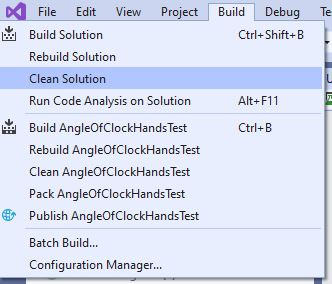 File Edit View Project Build Debug Te
Build Solution Ctrl+Shift+B
Rebuild Solution
Clean Solution
Run Code Analysis on Solution Alt+F11
Build AngleOfClockHandsTest Ctrl+B
Rebuild AngleOfClockHandsTest
Clean AngleOfClockHandsTest
Pack AngleOfClockHandsTest
Publish AngleOfClockHandsTest
Batch Build...
Configuration Manager...